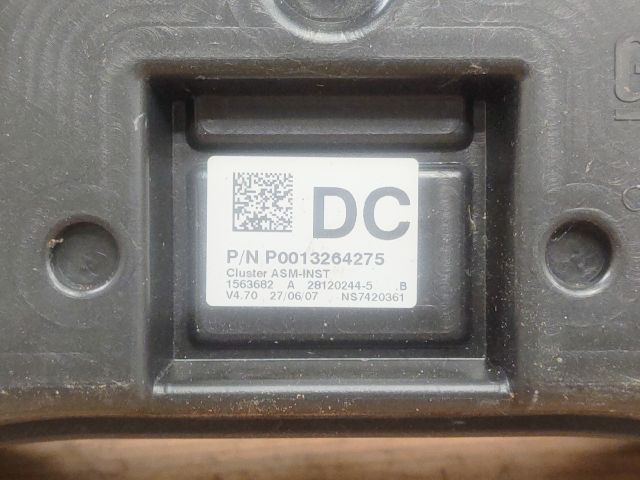 DC
P/N P0013264275
Cluster ASM-INST
1563682 A 28120244-5 .B
V4.70 27/06/07 NS7420361